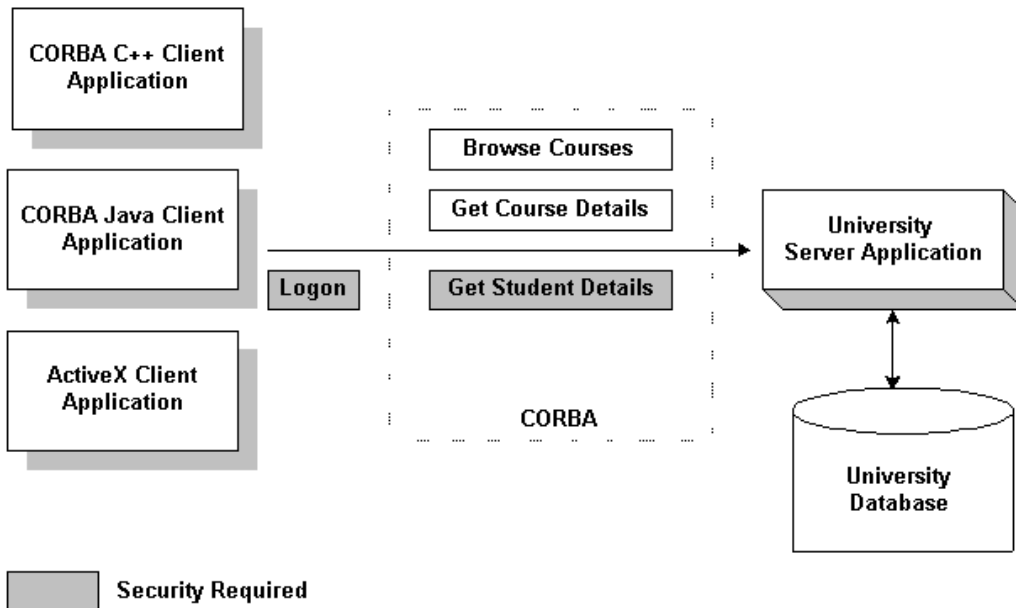 CORBA C++ Client
Application
CORBA Java Client
Application
ActiveX Client
Application
Logon
Browse Courses
Get Course Details
Get Student Details
CORBA
University
Server Application
University
Database
Security Required